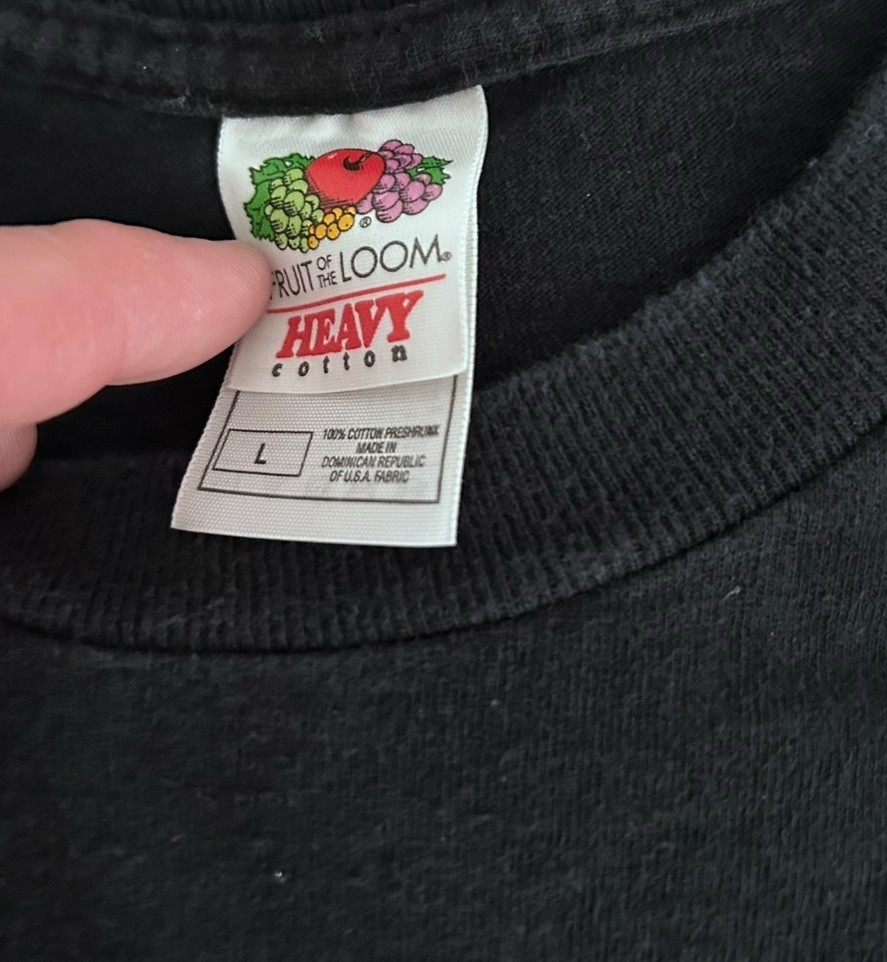 ®
FRUIT OF THE LOOM®
HEAVY
cotton
L
100% COTTON PRESHRUNK
MADE IN
DOMINICAN REPUBLIC
OF U.S.A. FABRIC